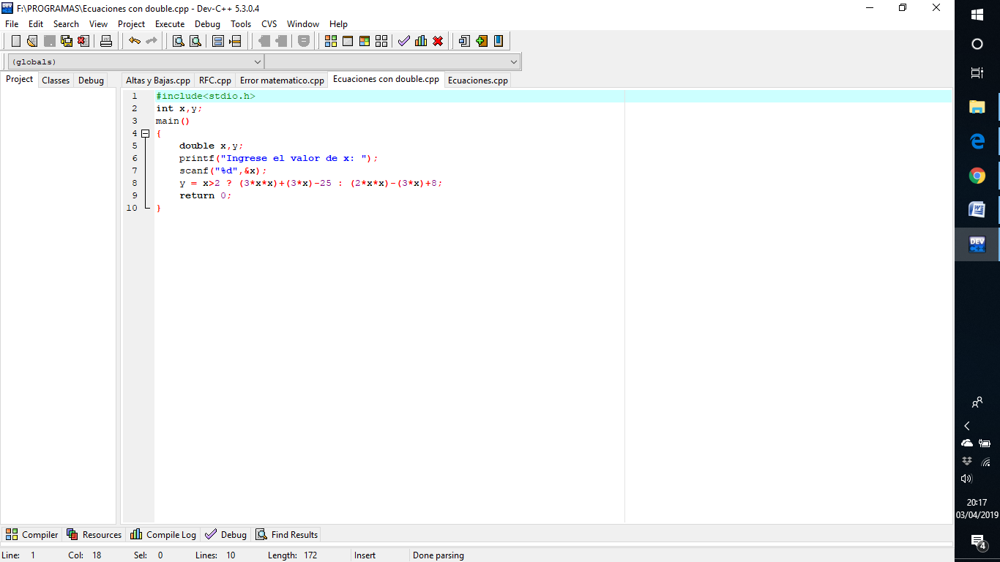 F:\PROGRAMAS\Ecuaciones con double.cpp - Dev-C++ 5.3.0.4
File Edit Search View Project Execute Debug Tools CVS Window Help
(globals)
Project Classes Debug
Altas y Bajas.cpp RFC.cpp Error matematico.cpp Ecuaciones con double.cpp Ecuaciones.cpp
1 #include<stdio.h>
2 int x,y;
3 main()
4 {
5 double x,y;
6 printf("Ingrese el valor de x: ");
7 scanf("%d",&x);
8 y = x>2 ? (3*x*x)+(3*x)-25 : (2*x*x)-(3*x)+8;
9 return 0;
10 }
Compiler Resources Compile Log Debug Find Results
Line: 1 Col: 18 Sel: 0 Lines: 10 Length: 172 Insert Done parsing
DEV
20:17
03/04/2019
4